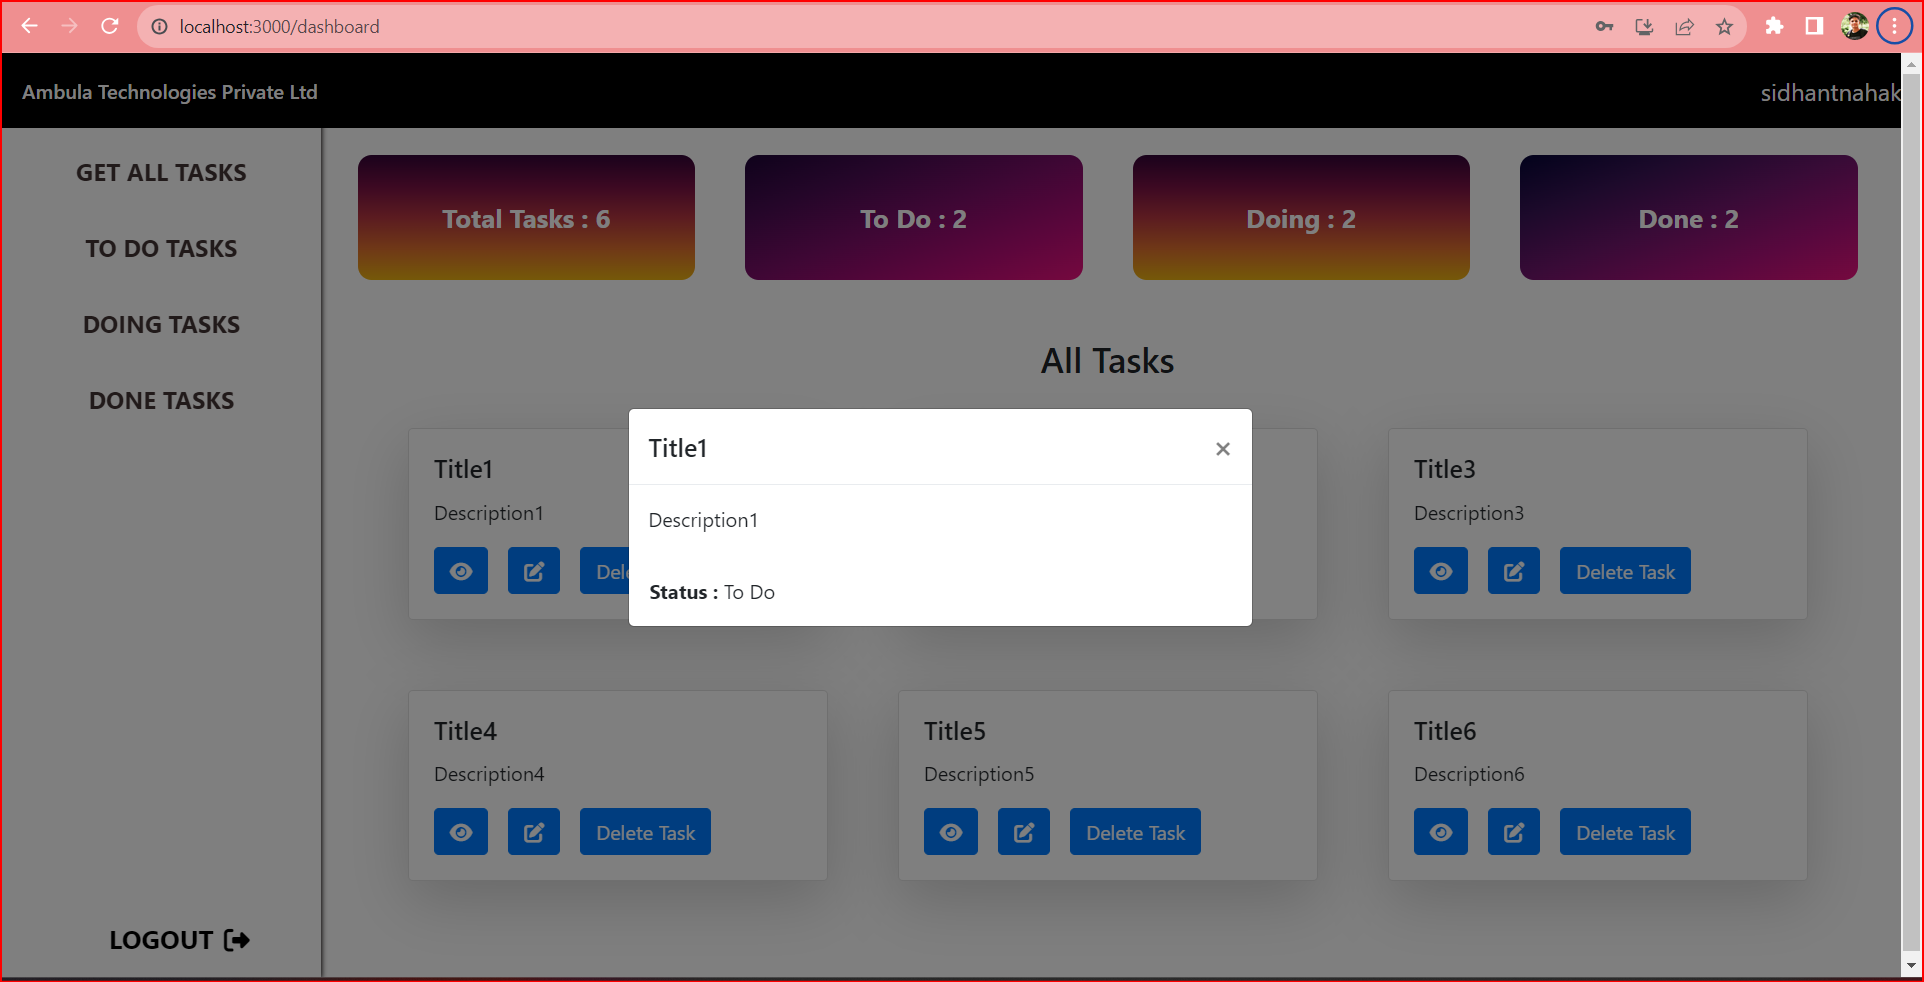 localhost:3000/dashboard
Ambula Technologies Private Ltd
sidhantnahak
GET ALL TASKS
TO DO TASKS
DOING TASKS
DONE TASKS
LOGOUT
Total Tasks : 6
To Do : 2
Doing : 2
Done : 2
All Tasks
Title1
Description1
Dele
Title1
×
Description1
Status : To Do
Title3
Description3
Delete Task
Title4
Description4
Delete Task
Title5
Description5
Delete Task
Title6
Description6
Delete Task